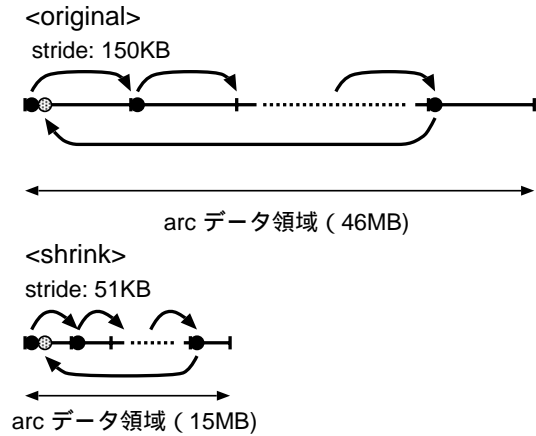 <original>
stride: 150KB
arc データ領域 ( 46MB)
<shrink>
stride: 51KB
arc データ領域 ( 15MB)